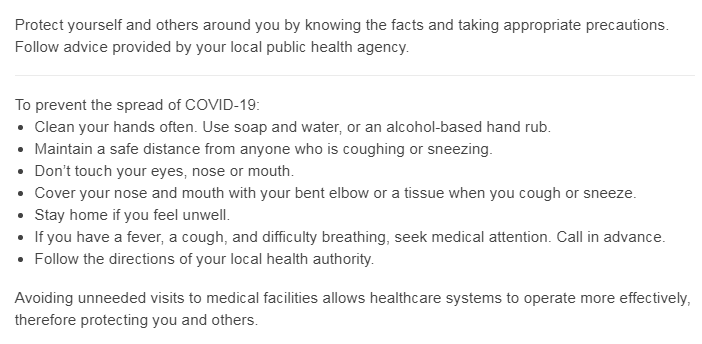 Protect yourself and others around you by knowing the facts and taking appropriate precautions.
Follow advice provided by your local public health agency.
To prevent the spread of COVID-19:
• Clean your hands often. Use soap and water, or an alcohol-based hand rub.
• Maintain a safe distance from anyone who is coughing or sneezing.
• Don’t touch your eyes, nose or mouth.
• Cover your nose and mouth with your bent elbow or a tissue when you cough or sneeze.
• Stay home if you feel unwell.
• If you have a fever, a cough, and difficulty breathing, seek medical attention. Call in advance.
• Follow the directions of your local health authority.
Avoiding unneeded visits to medical facilities allows healthcare systems to operate more effectively,
therefore protecting you and others.